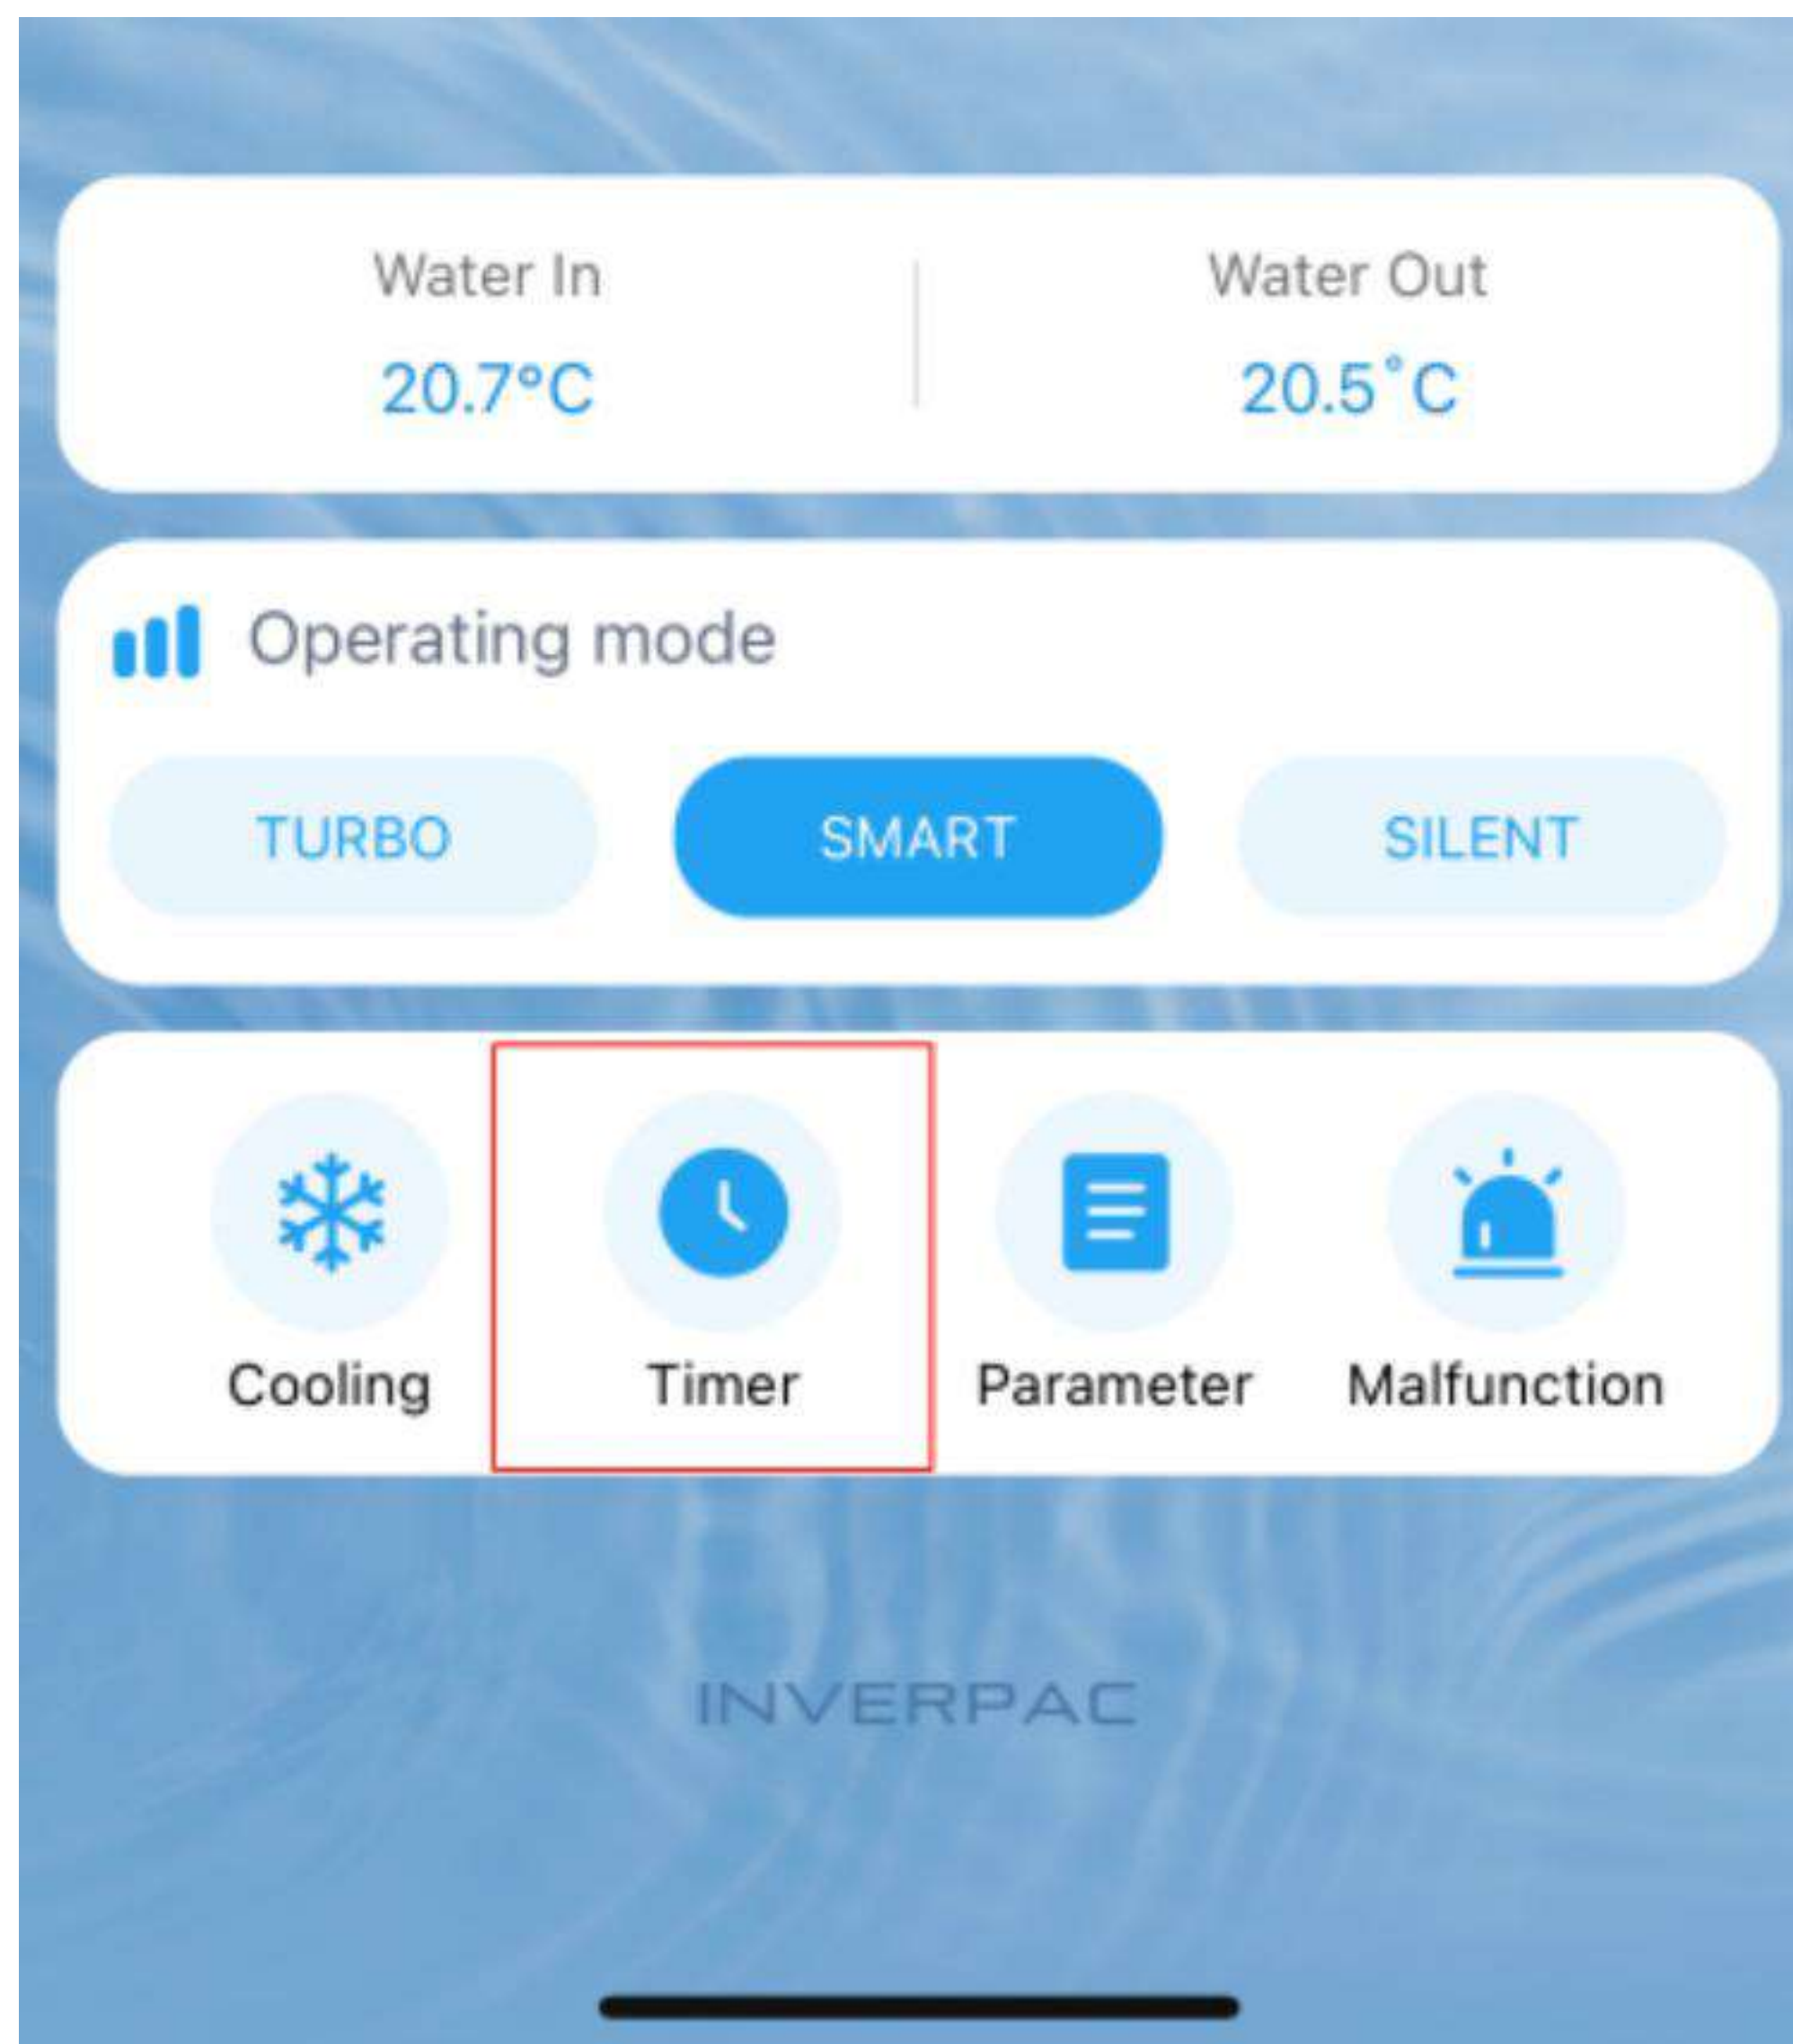 Water In
Water Out
20.7°C
20.5°C
Operating mode
TURBO
SMART
SILENT
Cooling
Timer
Parameter
Malfunction
INVERPAC